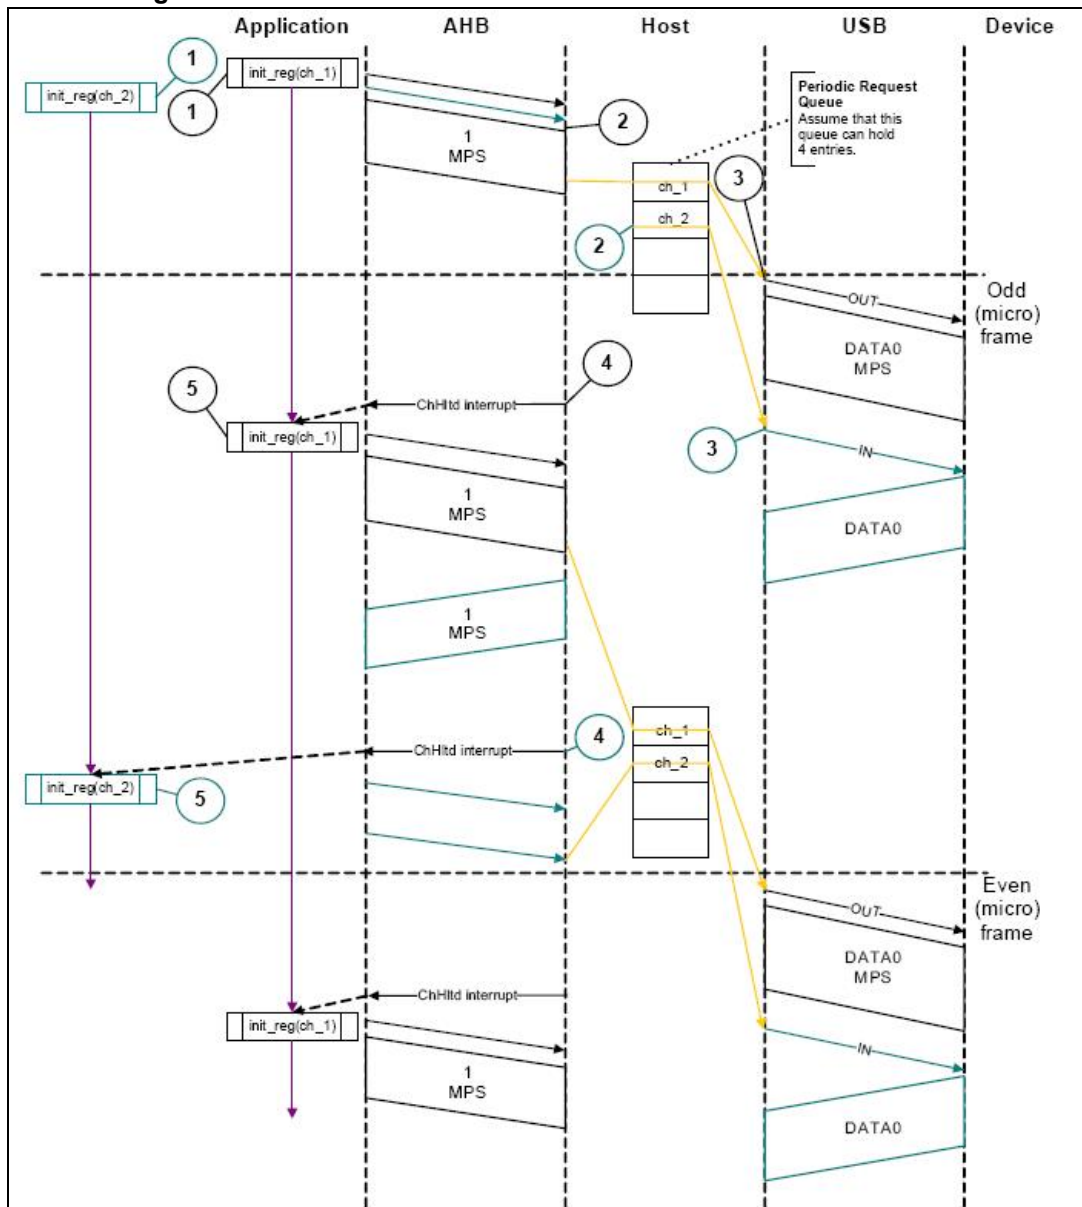 Application AHB Host USB Device
1
init_reg(ch_1)
init_reg(ch_2)
1
2
Periodic Request
Queue
Assume that this
queue can hold
4 entries.
1
MPS
3
ch_1
ch_2
2
Odd
(micro)
frame
OUT
DATA0
MPS
4
5
ChHltd interrupt
init_reg(ch_1)
3
IN
1
MPS
DATA0
1
MPS
ch_1
4
ChHltd interrupt
ch_2
init_reg(ch_2)
5
Even
(micro)
frame
OUT
DATA0
MPS
ChHltd interrupt
init_reg(ch_1)
IN
1
MPS
DATA0